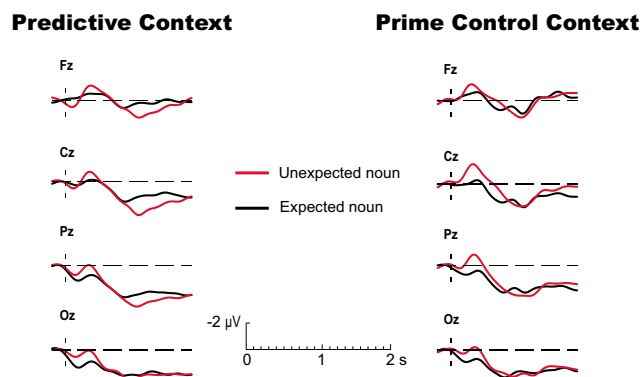 Predictive Context
Prime Control Context
Fz
Fz
Cz
Cz
Unexpected noun
Expected noun
Pz
Pz
Oz
Oz
-2 µV
0 1 2 s